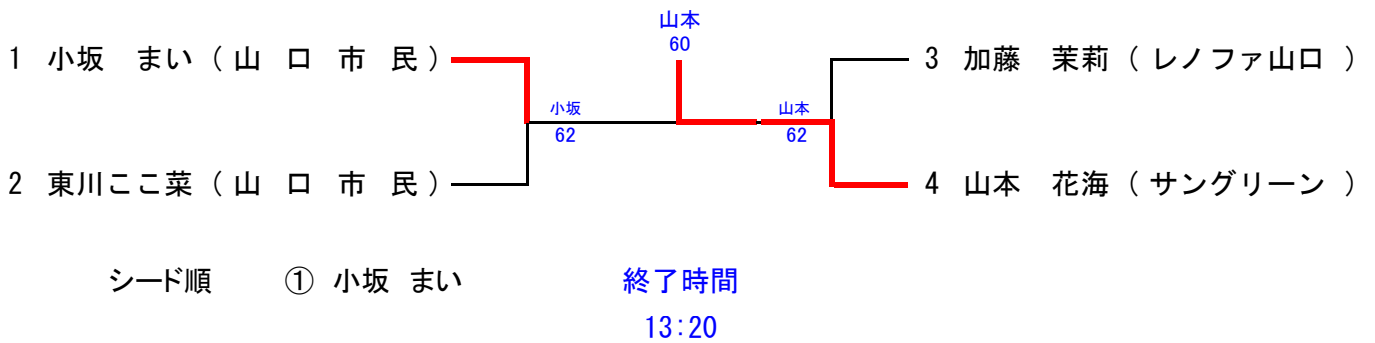 山本
60
1 小坂 まい ( 山 口 市 民 )
3 加藤 茉莉 ( レノファ山口 )
小坂
62
山本
62
2 東川ここ菜 ( 山 口 市 民 )
4 山本 花海 ( サングリーン )
シード順 ① 小坂 まい
終了時間
13:20